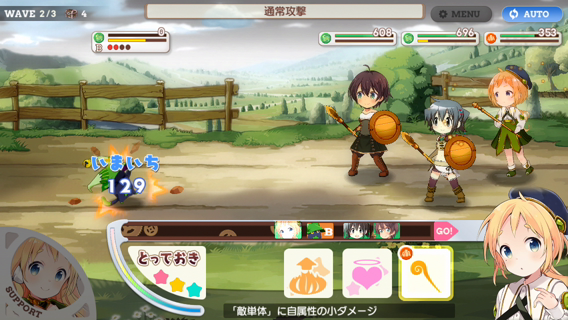 WAVE 2/3 4
通常攻撃
MENU
AUTO
0
13
608
696
353
いまいち
129
B
GO!
とっておき
SUPPORT
「敵単体」に自属性の小ダメージ